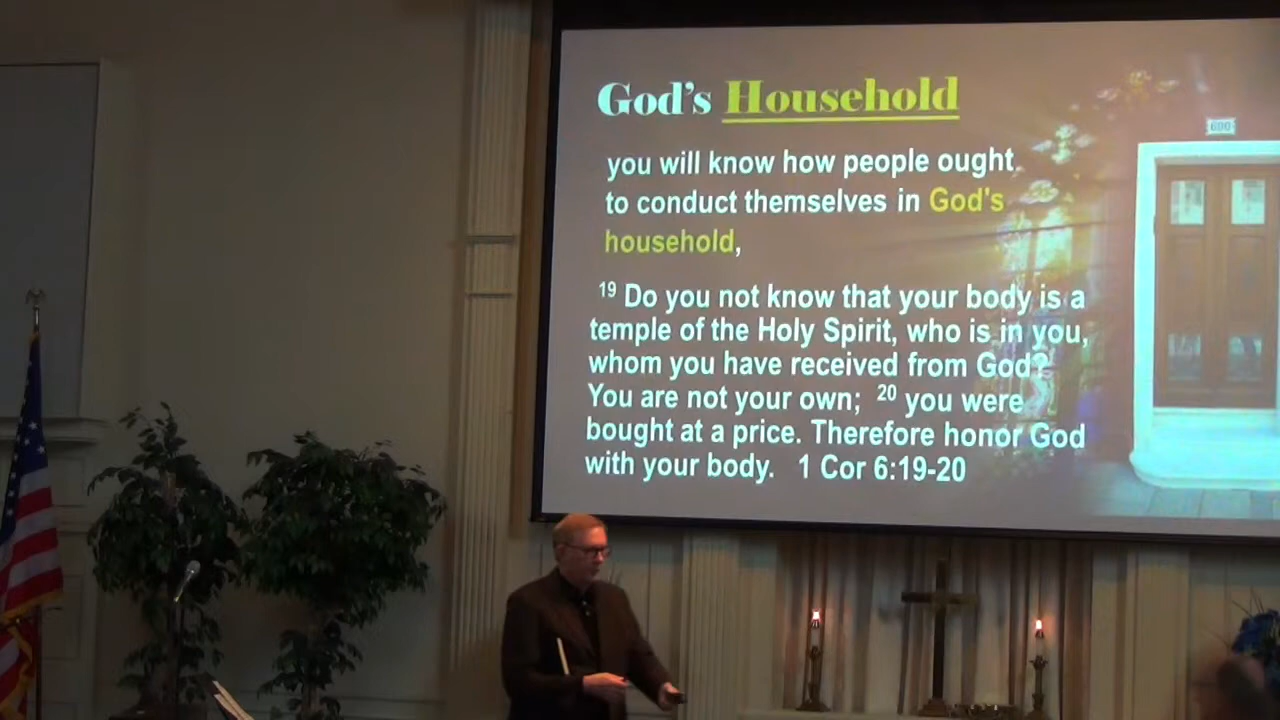 God's Household
600
you will know how people ought
to conduct themselves in God's
household,
19 Do you not know that your body is a
temple of the Holy Spirit, who is in you,
whom you have received from God?
You are not your own; 20 you were
bought at a price. Therefore honor God
with your body. 1 Cor 6:19-20